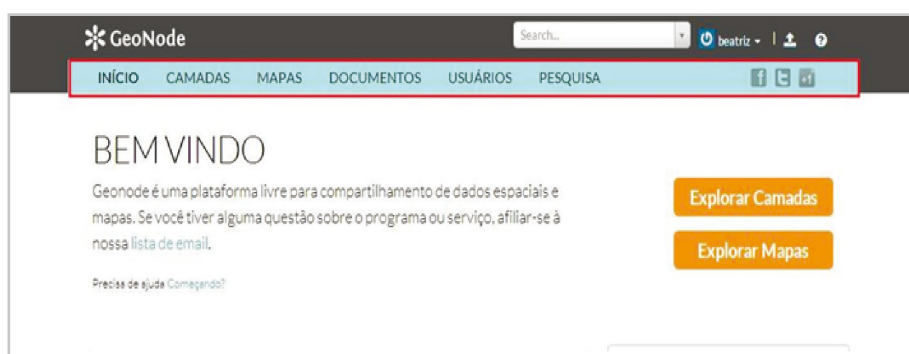 GeoNode
Search...
beatriz
INÍCIO CAMADAS MAPAS DOCUMENTOS USUÁRIOS PESQUISA
BEM VINDO
Geonode é uma plataforma livre para compartilhamento de dados espaciais e
mapas. Se você tiver alguma questão sobre o programa ou serviço, afiliar-se à
nossa lista de email.
Precisa de ajuda Começando?
Explorar Camadas
Explorar Mapas